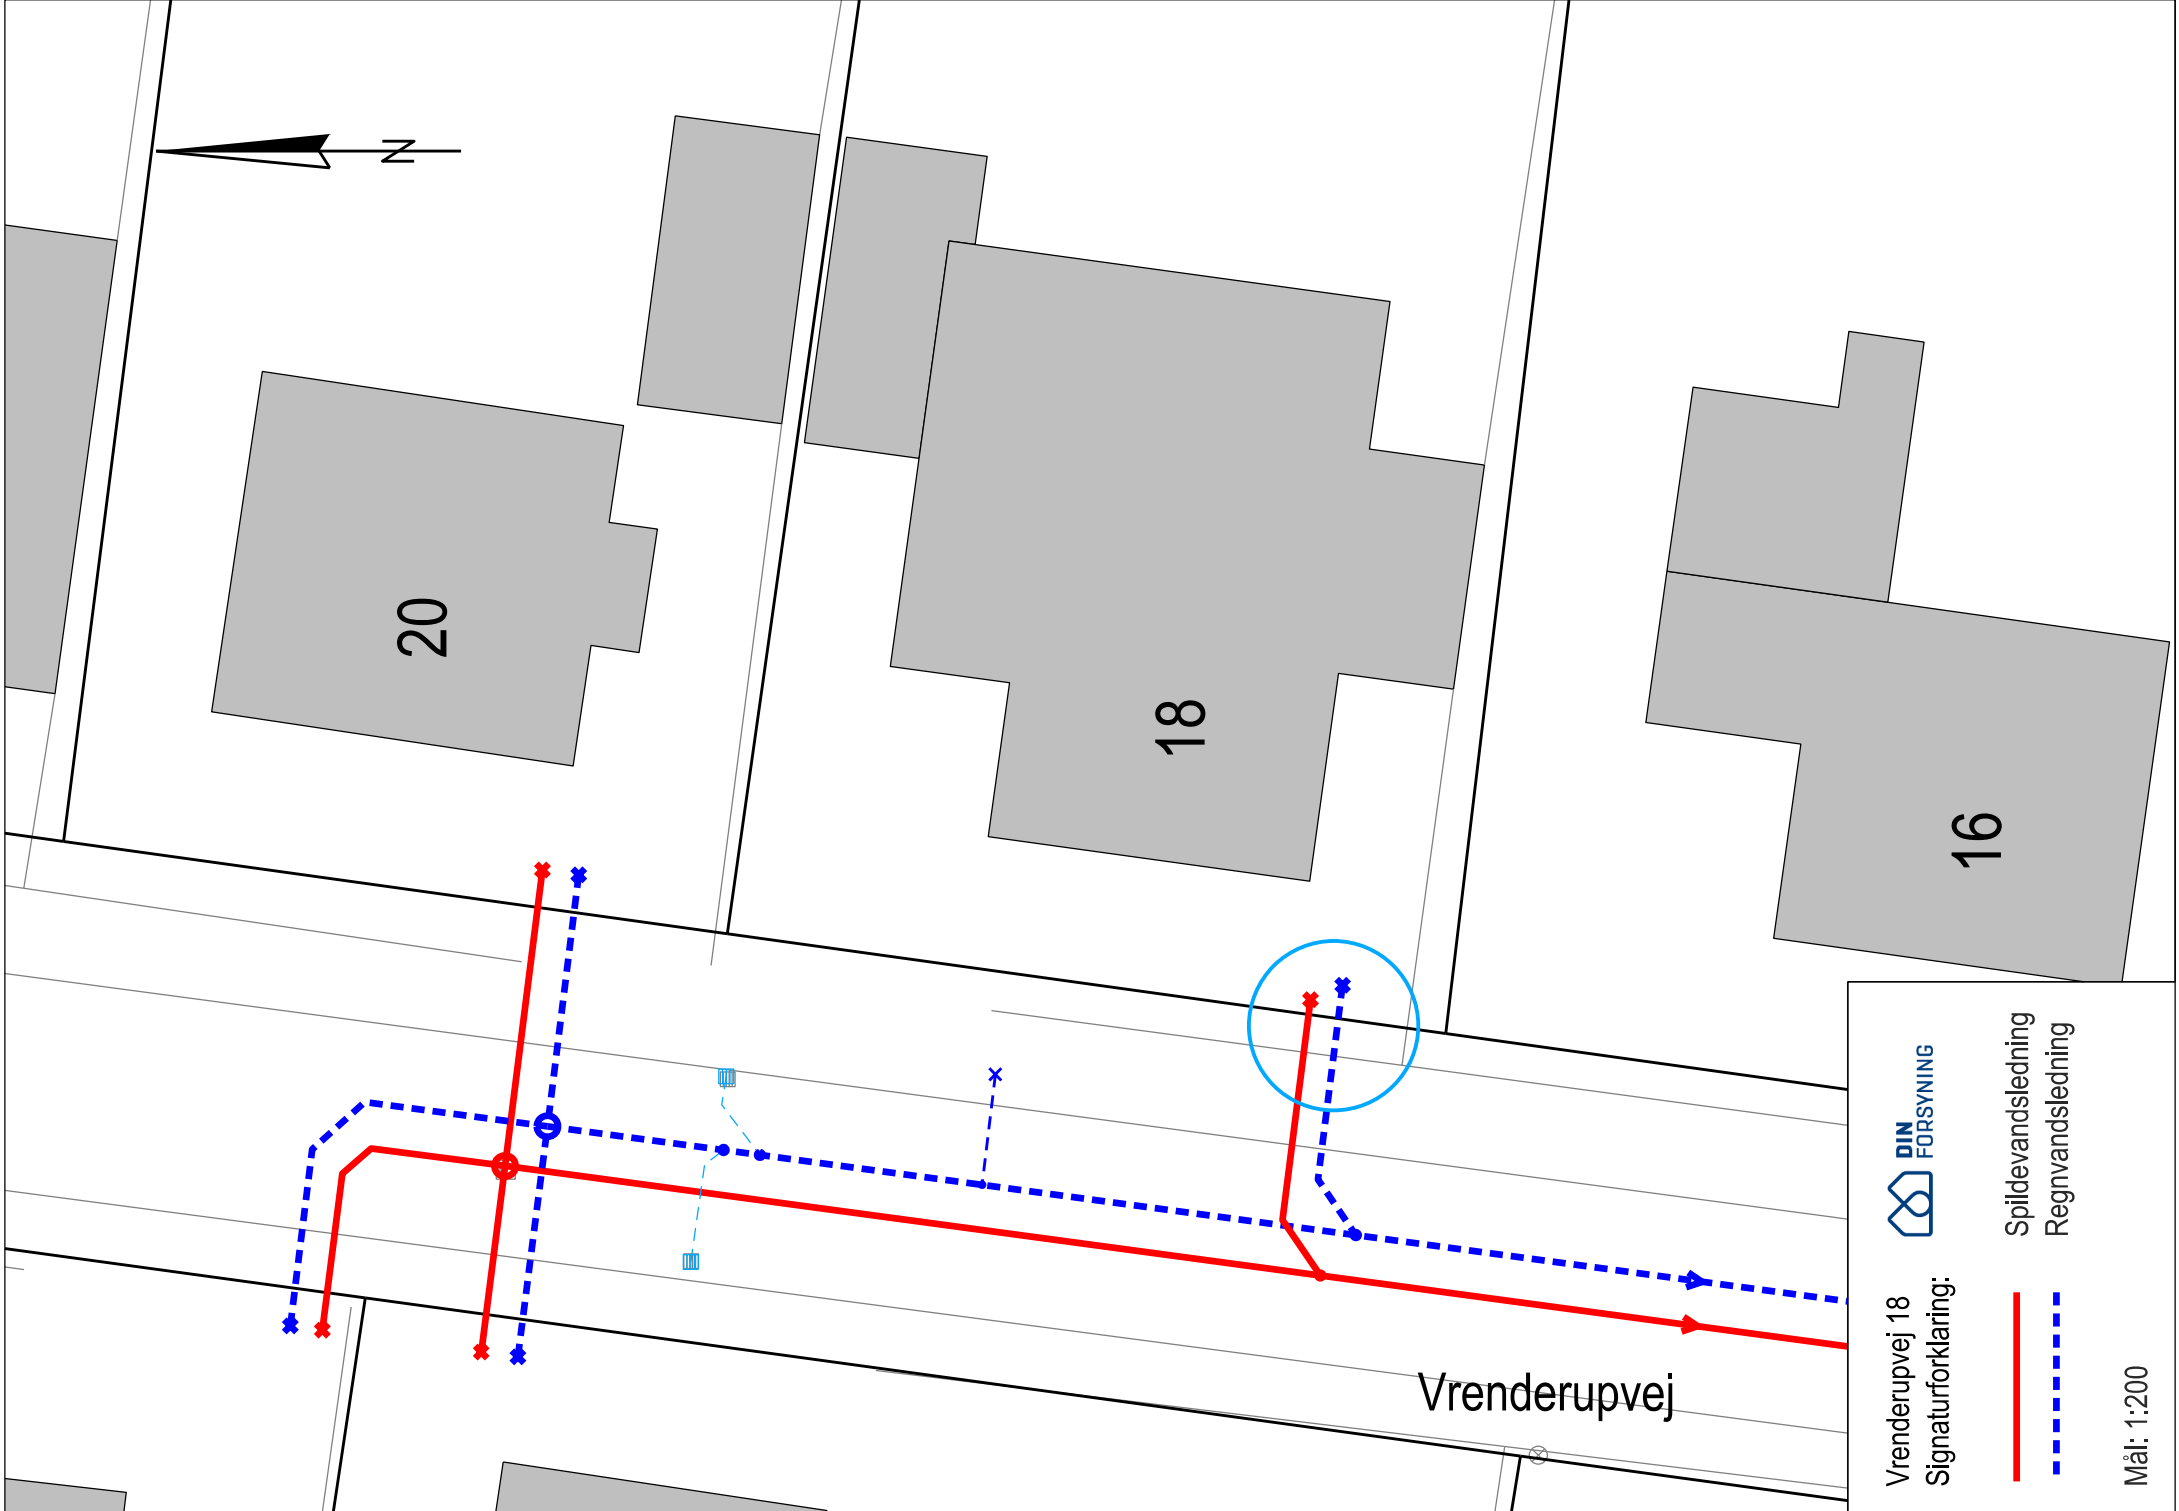 N
20
18
16
Vrenderupvej
DIN
FORSYNING
Vrenderupvej 18
Signaturforklaring:
Spildevandsledning
Regnvandsledning
Mål: 1:200